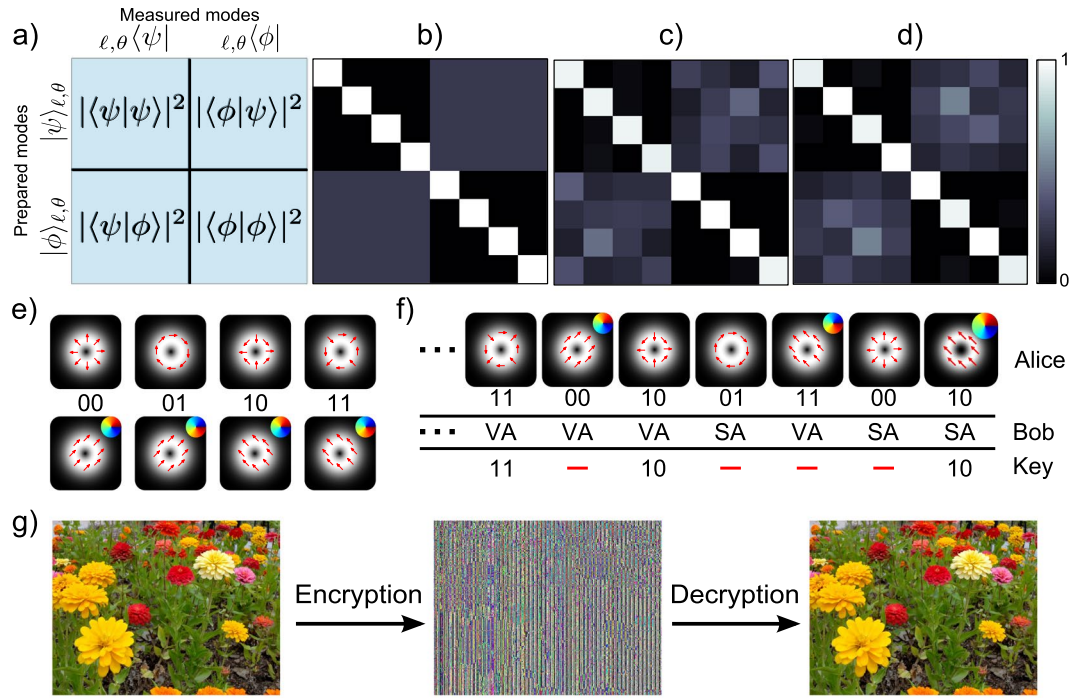 Measured modes
a) ℓ,θ⟨ψ| ℓ,θ⟨ϕ| b) c) d)
Prepared modes
|ψ⟩ℓ,θ |⟨ψ|ψ⟩|² |⟨ϕ|ψ⟩|²
|ϕ⟩ℓ,θ |⟨ψ|ϕ⟩|² |⟨ϕ|ϕ⟩|²
1
0
e)
00 01 10 11
f)
... Alice
11 00 10 01 11 00 10
... VA VA VA SA VA SA SA Bob
11 — 10 — — — 10 Key
g)
Encryption Decryption